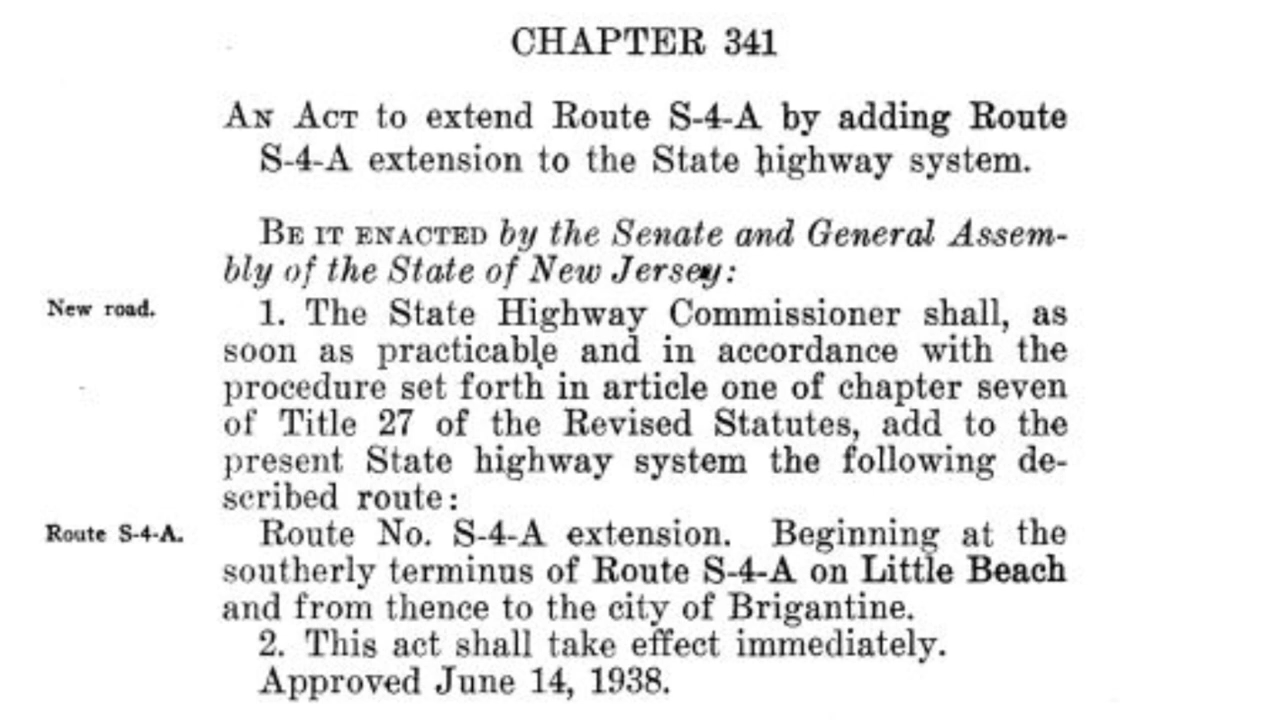 CHAPTER 341
AN ACT to extend Route S-4-A by adding Route
S-4-A extension to the State highway system.
BE IT ENACTED by the Senate and General Assem-
bly of the State of New Jersey:
New road.
1. The State Highway Commissioner shall, as
soon as practicable and in accordance with the
procedure set forth in article one of chapter seven
of Title 27 of the Revised Statutes, add to the
present State highway system the following de-
scribed route:
Route S-4-A.
Route No. S-4-A extension. Beginning at the
southerly terminus of Route S-4-A on Little Beach
and from thence to the city of Brigantine.
2. This act shall take effect immediately.
Approved June 14, 1938.